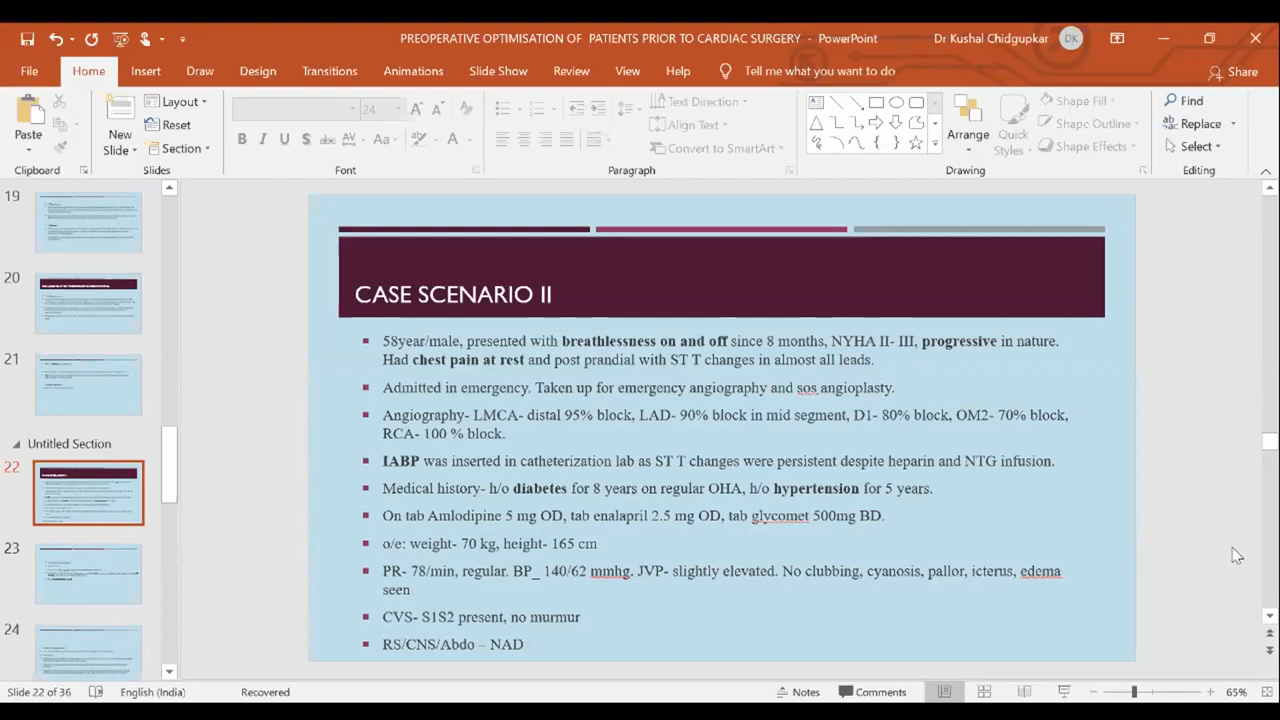 PREOPERATIVE OPTIMISATION OF PATIENTS PRIOR TO CARDIAC SURGERY - PowerPoint
Dr Kushal Chidgupkar
DK
File Home Insert Draw Design Transitions Animations Slide Show Review View Help Tell me what you want to do
Share
Paste
New Slide
Layout
Reset
Section
24
Text Direction
Align Text
Convert to SmartArt
Arrange
Quick Styles
Shape Fill
Shape Outline
Shape Effects
Find
Replace
Select
Clipboard Slides Font Paragraph Drawing Editing
19
20
21
Untitled Section
22
23
24
CASE SCENARIO II
58year/male, presented with breathlessness on and off since 8 months, NYHA II- III, progressive in nature.
Had chest pain at rest and post prandial with ST T changes in almost all leads.
Admitted in emergency. Taken up for emergency angiography and sos angioplasty.
Angiography- LMCA- distal 95% block, LAD- 90% block in mid segment, D1- 80% block, OM2- 70% block,
RCA- 100 % block.
IABP was inserted in catheterization lab as ST T changes were persistent despite heparin and NTG infusion.
Medical history- h/o diabetes for 8 years on regular OHA, h/o hypertension for 5 years.
On tab Amlodipine 5 mg OD, tab enalapril 2.5 mg OD, tab glycomet 500mg BD.
o/e: weight- 70 kg, height- 165 cm
PR- 78/min, regular. BP_ 140/62 mmhg. JVP- slightly elevated. No clubbing, cyanosis, pallor, icterus, edema
seen
CVS- S1S2 present, no murmur
RS/CNS/Abdo – NAD
Slide 22 of 36 English (India) Recovered Notes Comments 65%